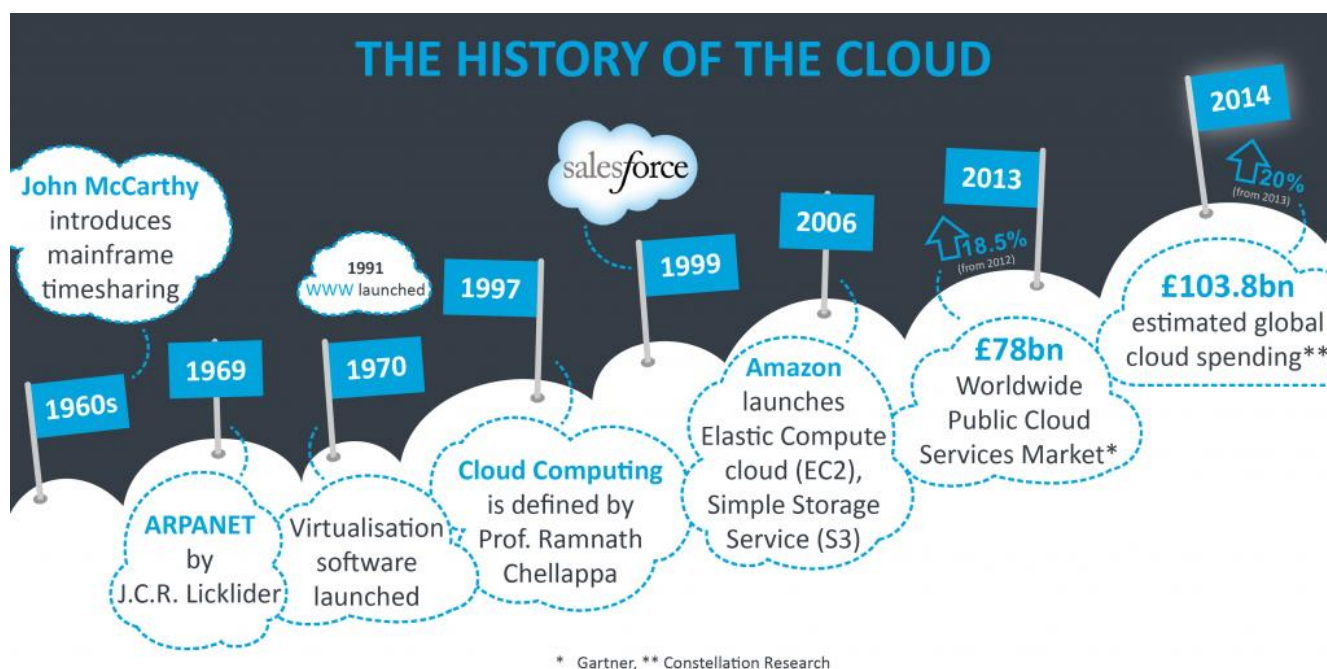 THE HISTORY OF THE CLOUD
John McCarthy
introduces
mainframe
timesharing
1960s
1969
ARPANET
by
J.C.R. Licklider
1970
Virtualisation
software
launched
1991
WWW launched
1997
Cloud Computing
is defined by
Prof. Ramnath
Chellappa
salesforce
1999
2006
Amazon
launches
Elastic Compute
cloud (EC2),
Simple Storage
Service (S3)
2013
18.5%
(from 2012)
£78bn
Worldwide
Public Cloud
Services Market*
2014
20%
(from 2013)
£103.8bn
estimated global
cloud spending**
* Gartner, ** Constellation Research